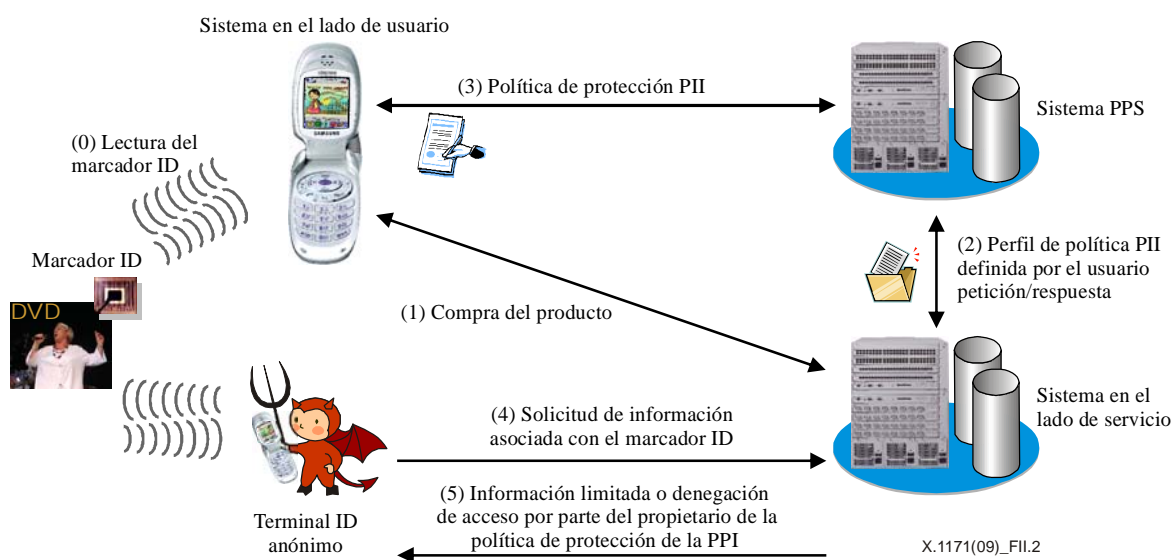 Sistema en el lado de usuario
(3) Política de protección PII
Sistema PPS
(0) Lectura del
marcador ID
SAMSUNG
Marcador ID
DVD
(2) Perfil de política PII
definida por el usuario
petición/respuesta
(1) Compra del producto
Sistema en el
lado de servicio
(4) Solicitud de información
asociada con el marcador ID
(5) Información limitada o denegación
de acceso por parte del propietario de la
política de protección de la PPI
Terminal ID
anónimo
X.1171(09)_FII.2